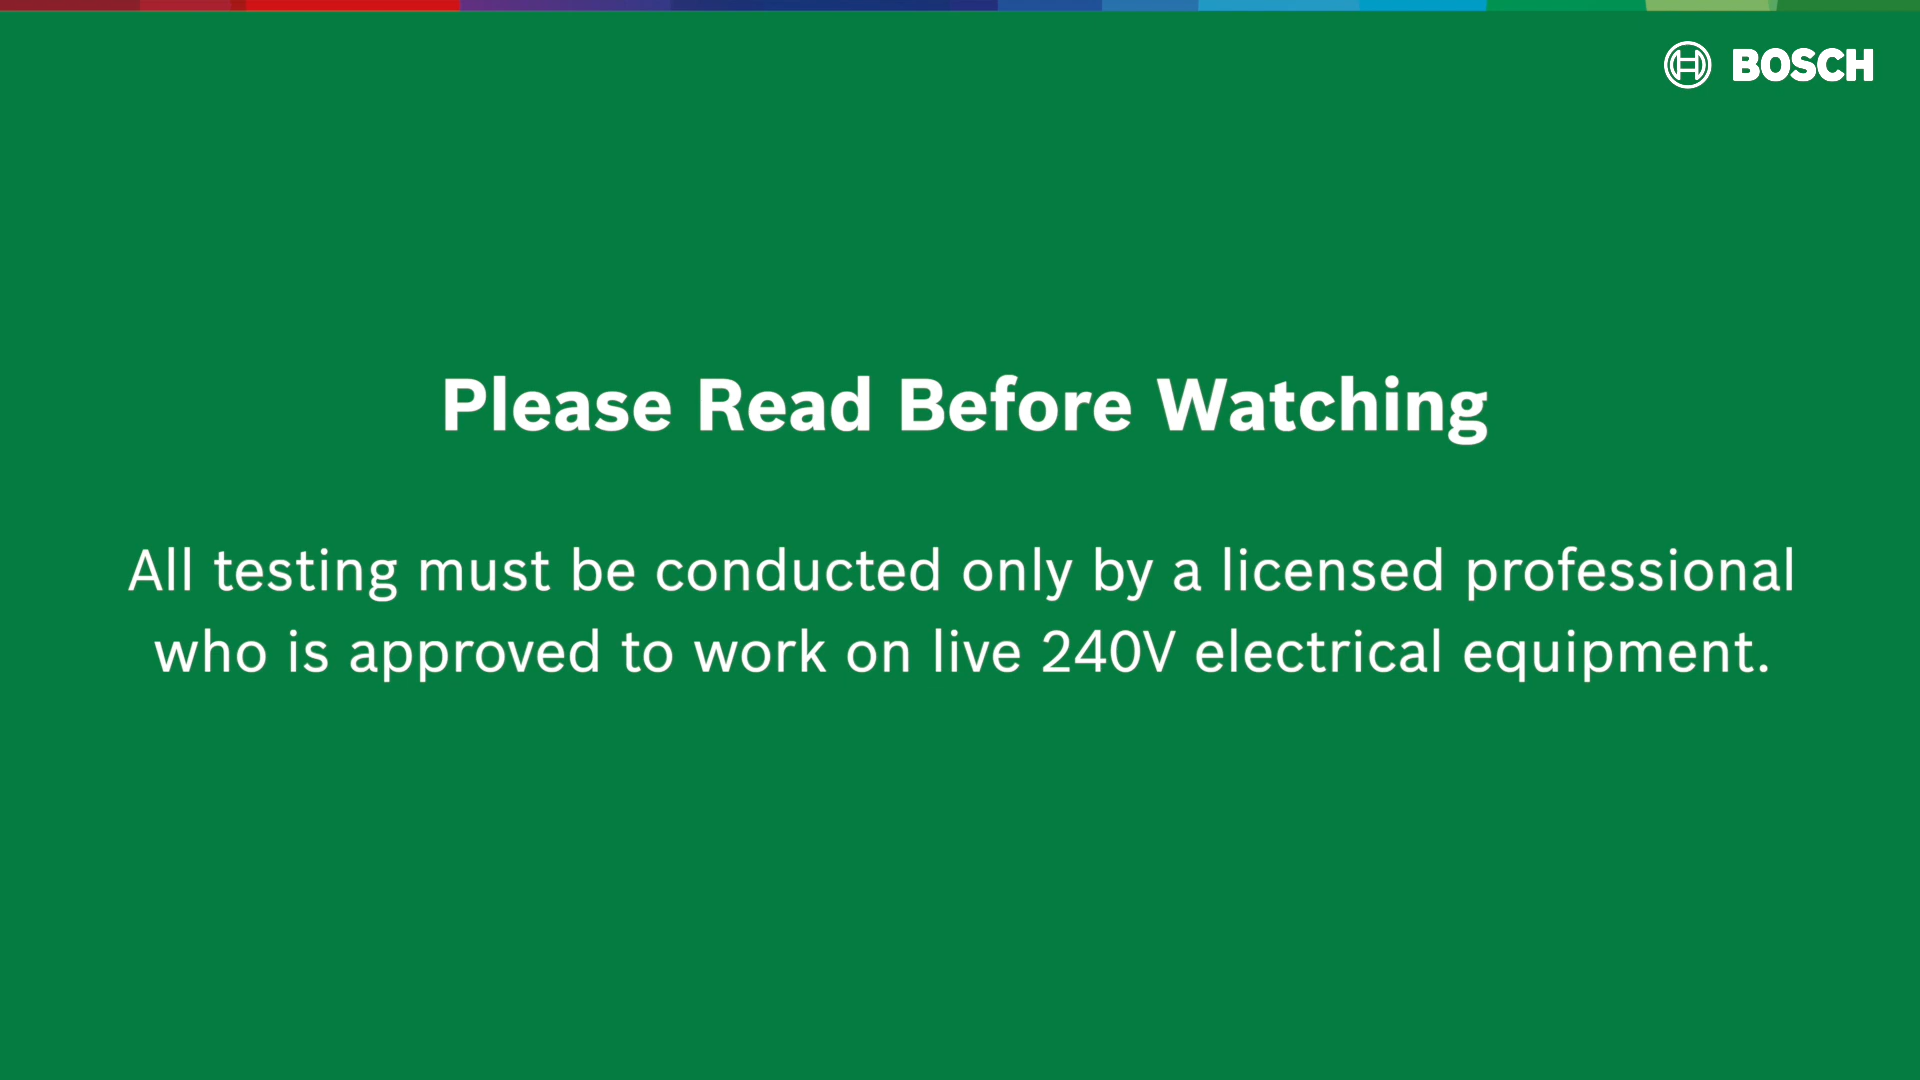 BOSCH
Please Read Before Watching
All testing must be conducted only by a licensed professional
who is approved to work on live 240V electrical equipment.